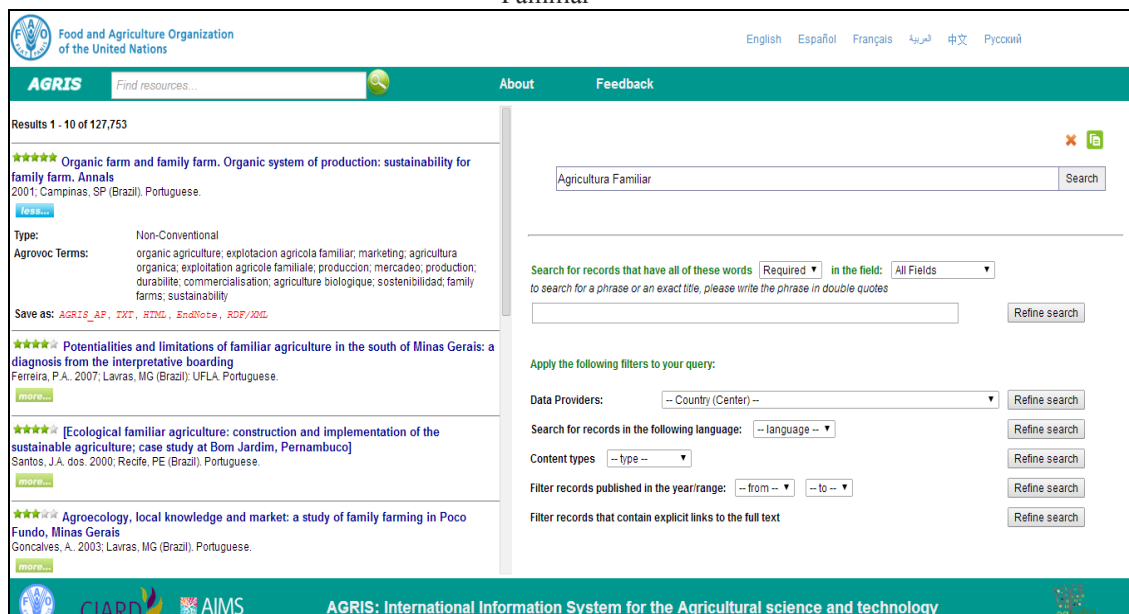 Familiar
Food and Agriculture Organization
of the United Nations
English Español Français العربية 中文 Русский
AGRIS Find resources... About Feedback
Results 1 - 10 of 127,753
Organic farm and family farm. Organic system of production: sustainability for
family farm. Annals
2001; Campinas, SP (Brazil). Portuguese.
less...
Type: Non-Conventional
Agrovoc Terms: organic agriculture; explotacion agricola familiar; marketing; agricultura
organica; exploitation agricole familiale; produccion; mercadeo; production;
durabilite; commercialisation; agriculture biologique; sostenibilidad; family
farms; sustainability
Save as: AGRIS_AP, TXT, HTML, EndNote, RDF/XML
Potentialities and limitations of familiar agriculture in the south of Minas Gerais: a
diagnosis from the interpretative boarding
Ferreira, P.A.. 2007; Lavras, MG (Brazil): UFLA. Portuguese.
more...
[Ecological familiar agriculture: construction and implementation of the
sustainable agriculture; case study at Bom Jardim, Pernambuco]
Santos, J.A. dos. 2000; Recife, PE (Brazil). Portuguese.
more...
Agroecology, local knowledge and market: a study of family farming in Poco
Fundo, Minas Gerais
Goncalves, A.. 2003; Lavras, MG (Brazil). Portuguese.
more...
Agricultura Familiar Search
Search for records that have all of these words Required in the field: All Fields
to search for a phrase or an exact title, please write the phrase in double quotes
Refine search
Apply the following filters to your query:
Data Providers: -- Country (Center) -- Refine search
Search for records in the following language: -- language -- Refine search
Content types -- type -- Refine search
Filter records published in the year/range: -- from -- -- to -- Refine search
Filter records that contain explicit links to the full text Refine search
CIARD AIMS AGRIS: International Information System for the Agricultural science and technology